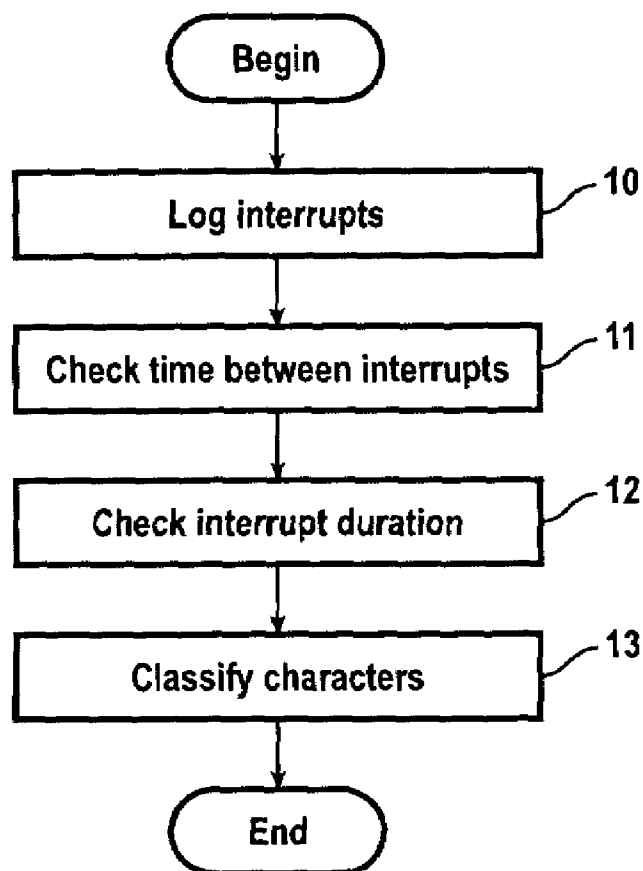 Begin
Log interrupts
10
Check time between interrupts
11
Check interrupt duration
12
Classify characters
13
End